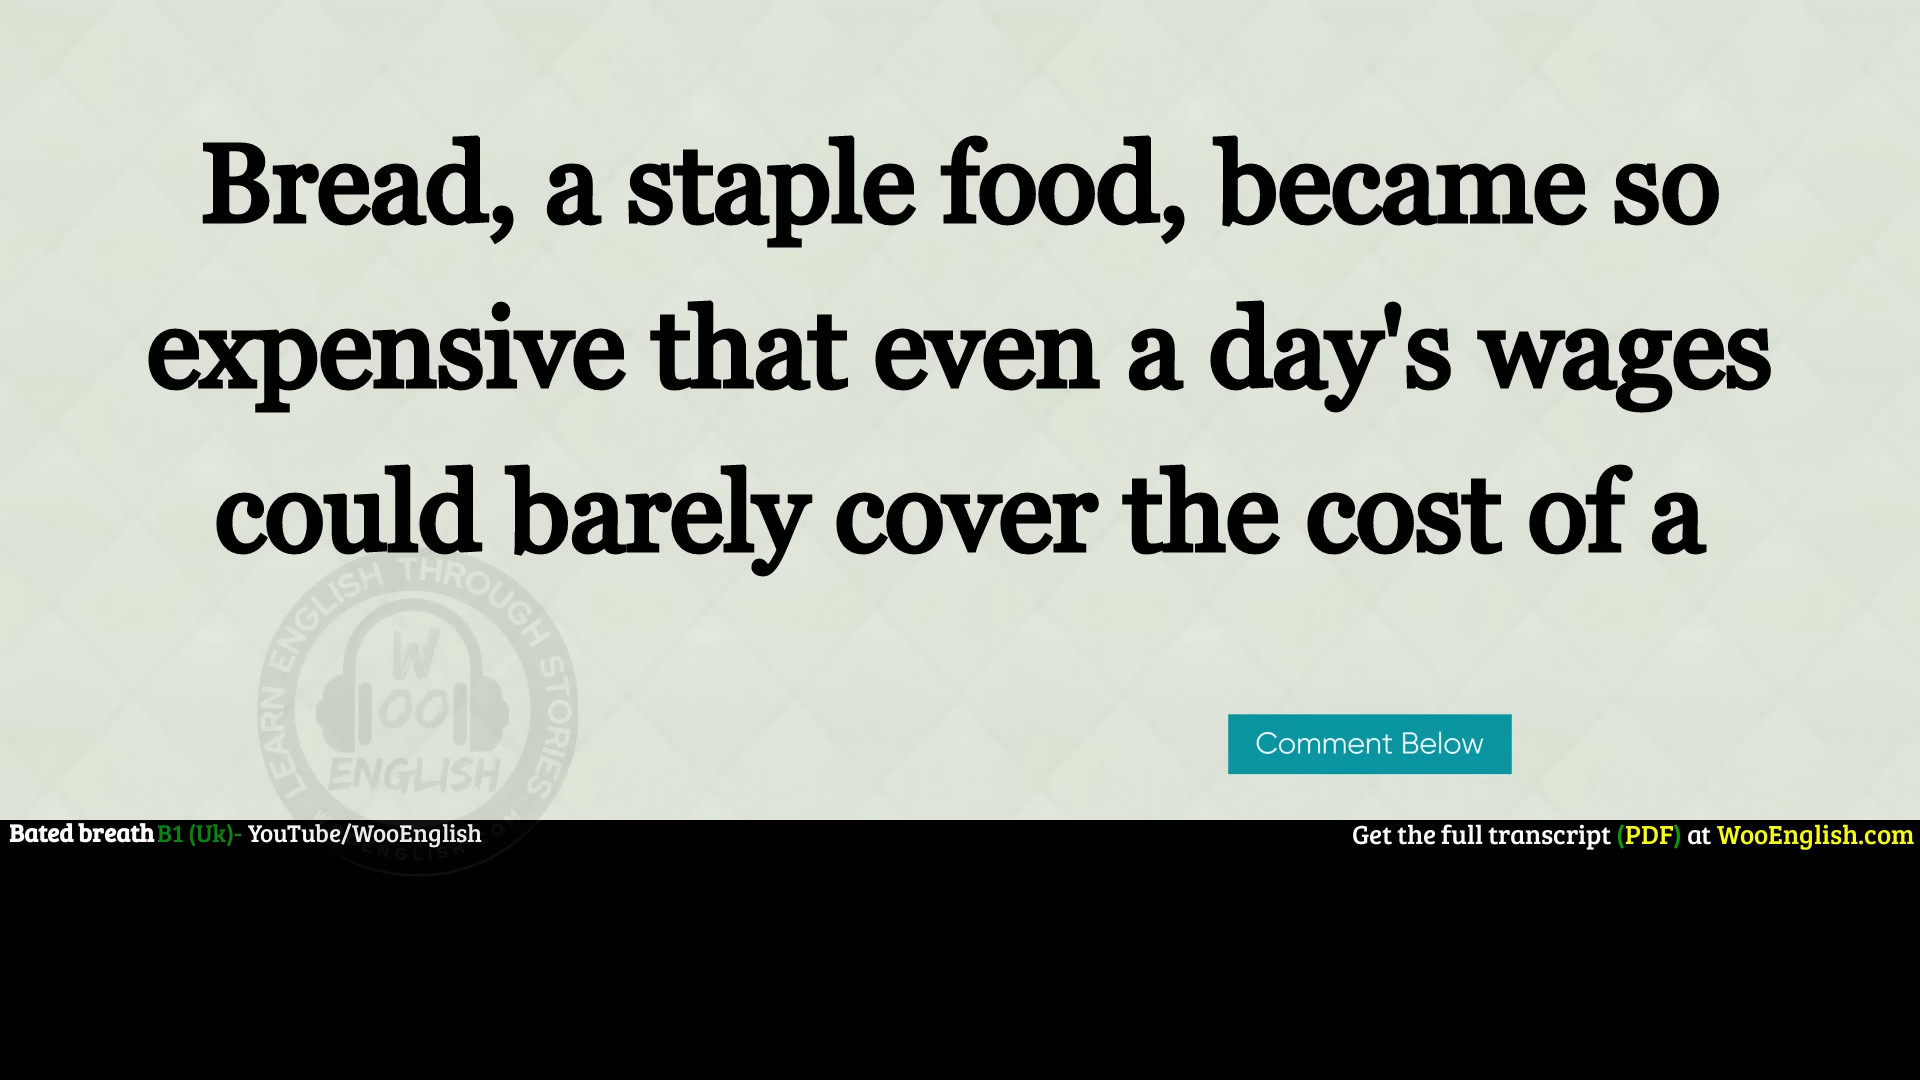 Bread, a staple food, became so
expensive that even a day's wages
could barely cover the cost of a
LEARN ENGLISH THROUGH STORIES
W
OO
ENGLISH
Comment Below
Bated breath B1 (Uk)- YouTube/WooEnglish
Get the full transcript (PDF) at WooEnglish.com